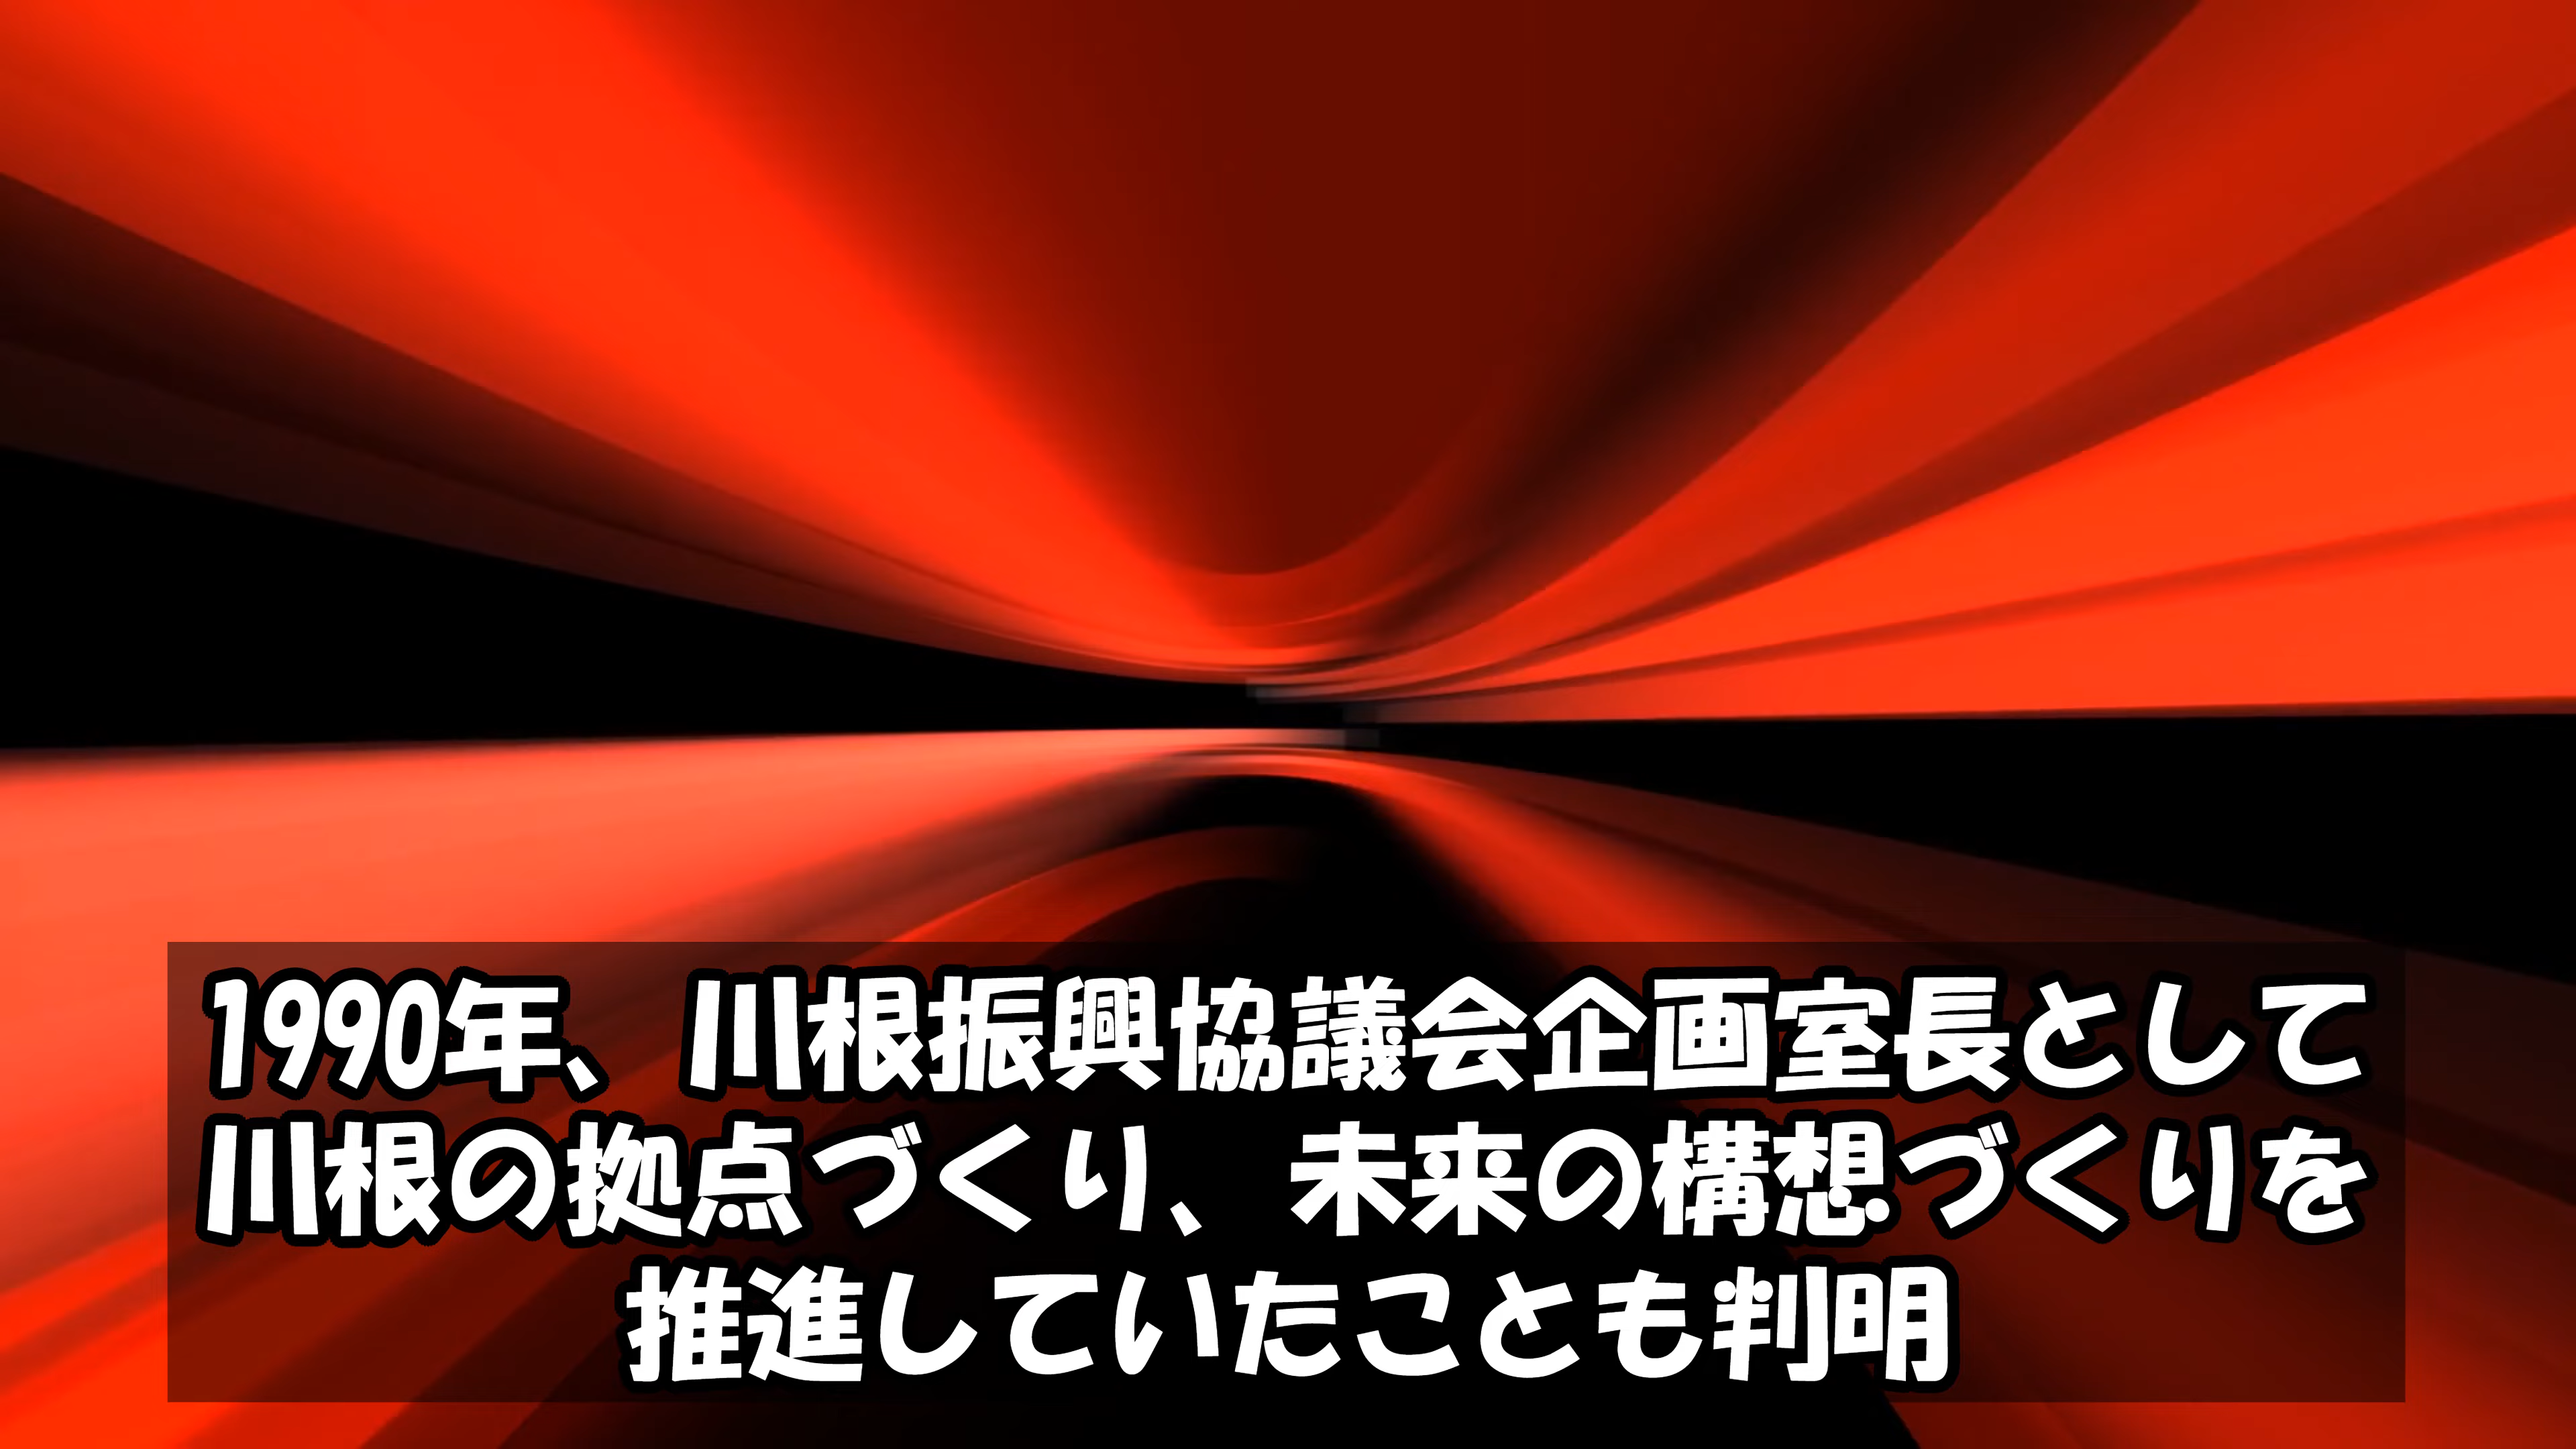 1990年、川根振興協議会企画室長として
川根の拠点づくり、未来の構想づくりを
推進していたことも判明